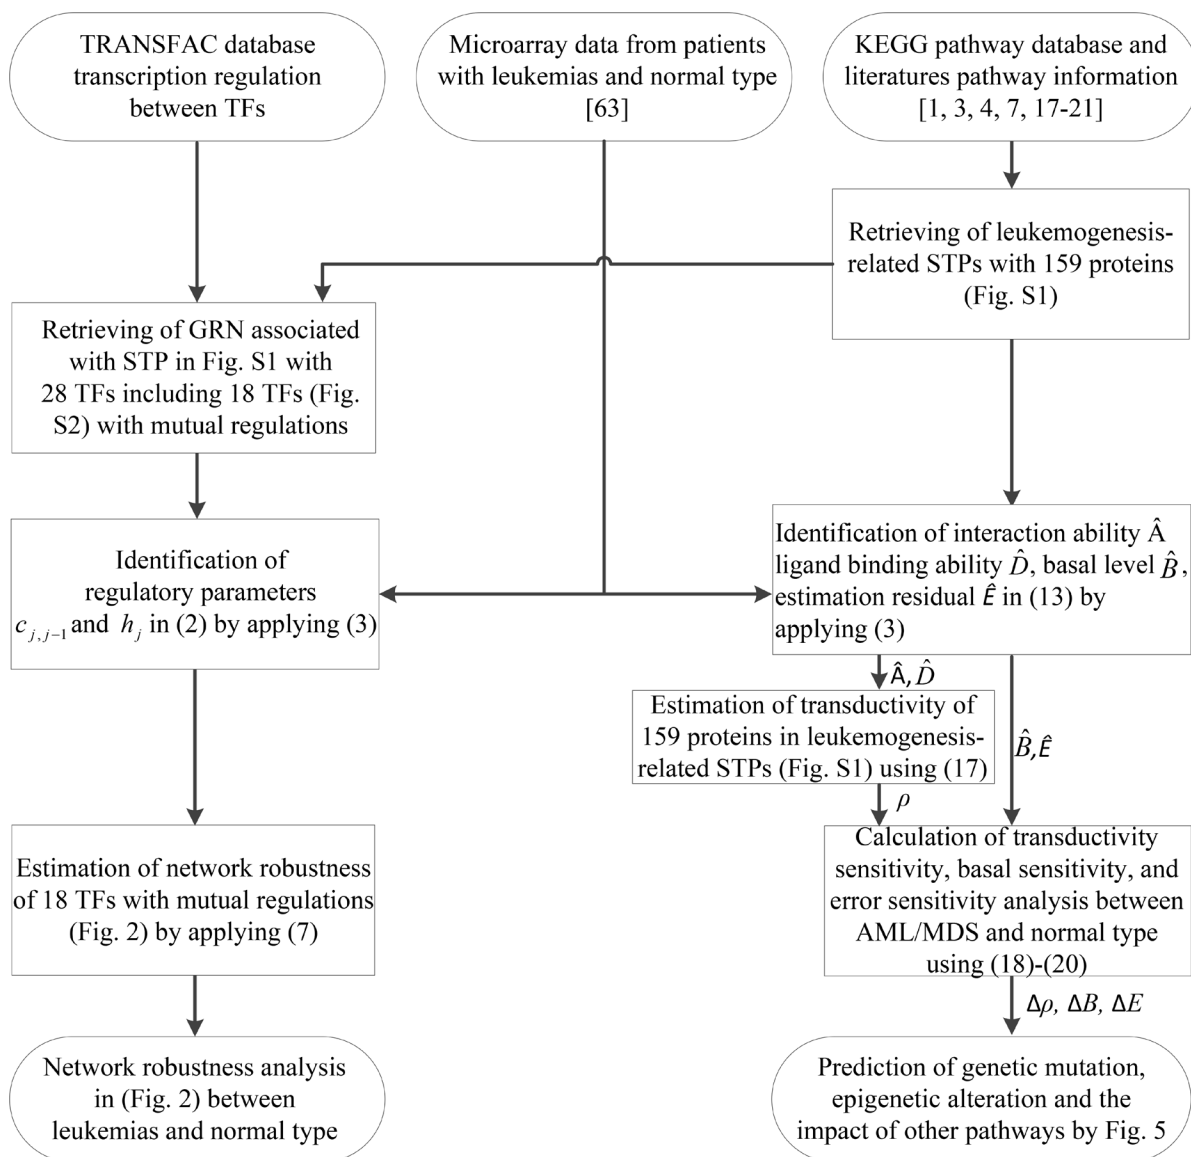 TRANSFAC database
transcription regulation
between TFs
Microarray data from patients
with leukemias and normal type
[63]
KEGG pathway database and
literatures pathway information
[1, 3, 4, 7, 17-21]
Retrieving of leukemogenesis-
related STPs with 159 proteins
(Fig. S1)
Retrieving of GRN associated
with STP in Fig. S1 with
28 TFs including 18 TFs (Fig.
S2) with mutual regulations
Identification of
regulatory parameters
c_{j,j−1} and h_j in (2) by applying (3)
Identification of interaction ability Â
ligand binding ability D̂, basal level B̂,
estimation residual Ê in (13) by
applying (3)
Â, D̂
Estimation of transductivity of
159 proteins in leukemogenesis-
related STPs (Fig. S1) using (17)
B̂,Ê
ρ
Estimation of network robustness
of 18 TFs with mutual regulations
(Fig. 2) by applying (7)
Calculation of transductivity
sensitivity, basal sensitivity, and
error sensitivity analysis between
AML/MDS and normal type
using (18)-(20)
Δρ, ΔB, ΔE
Network robustness analysis
in (Fig. 2) between
leukemias and normal type
Prediction of genetic mutation,
epigenetic alteration and the
impact of other pathways by Fig. 5